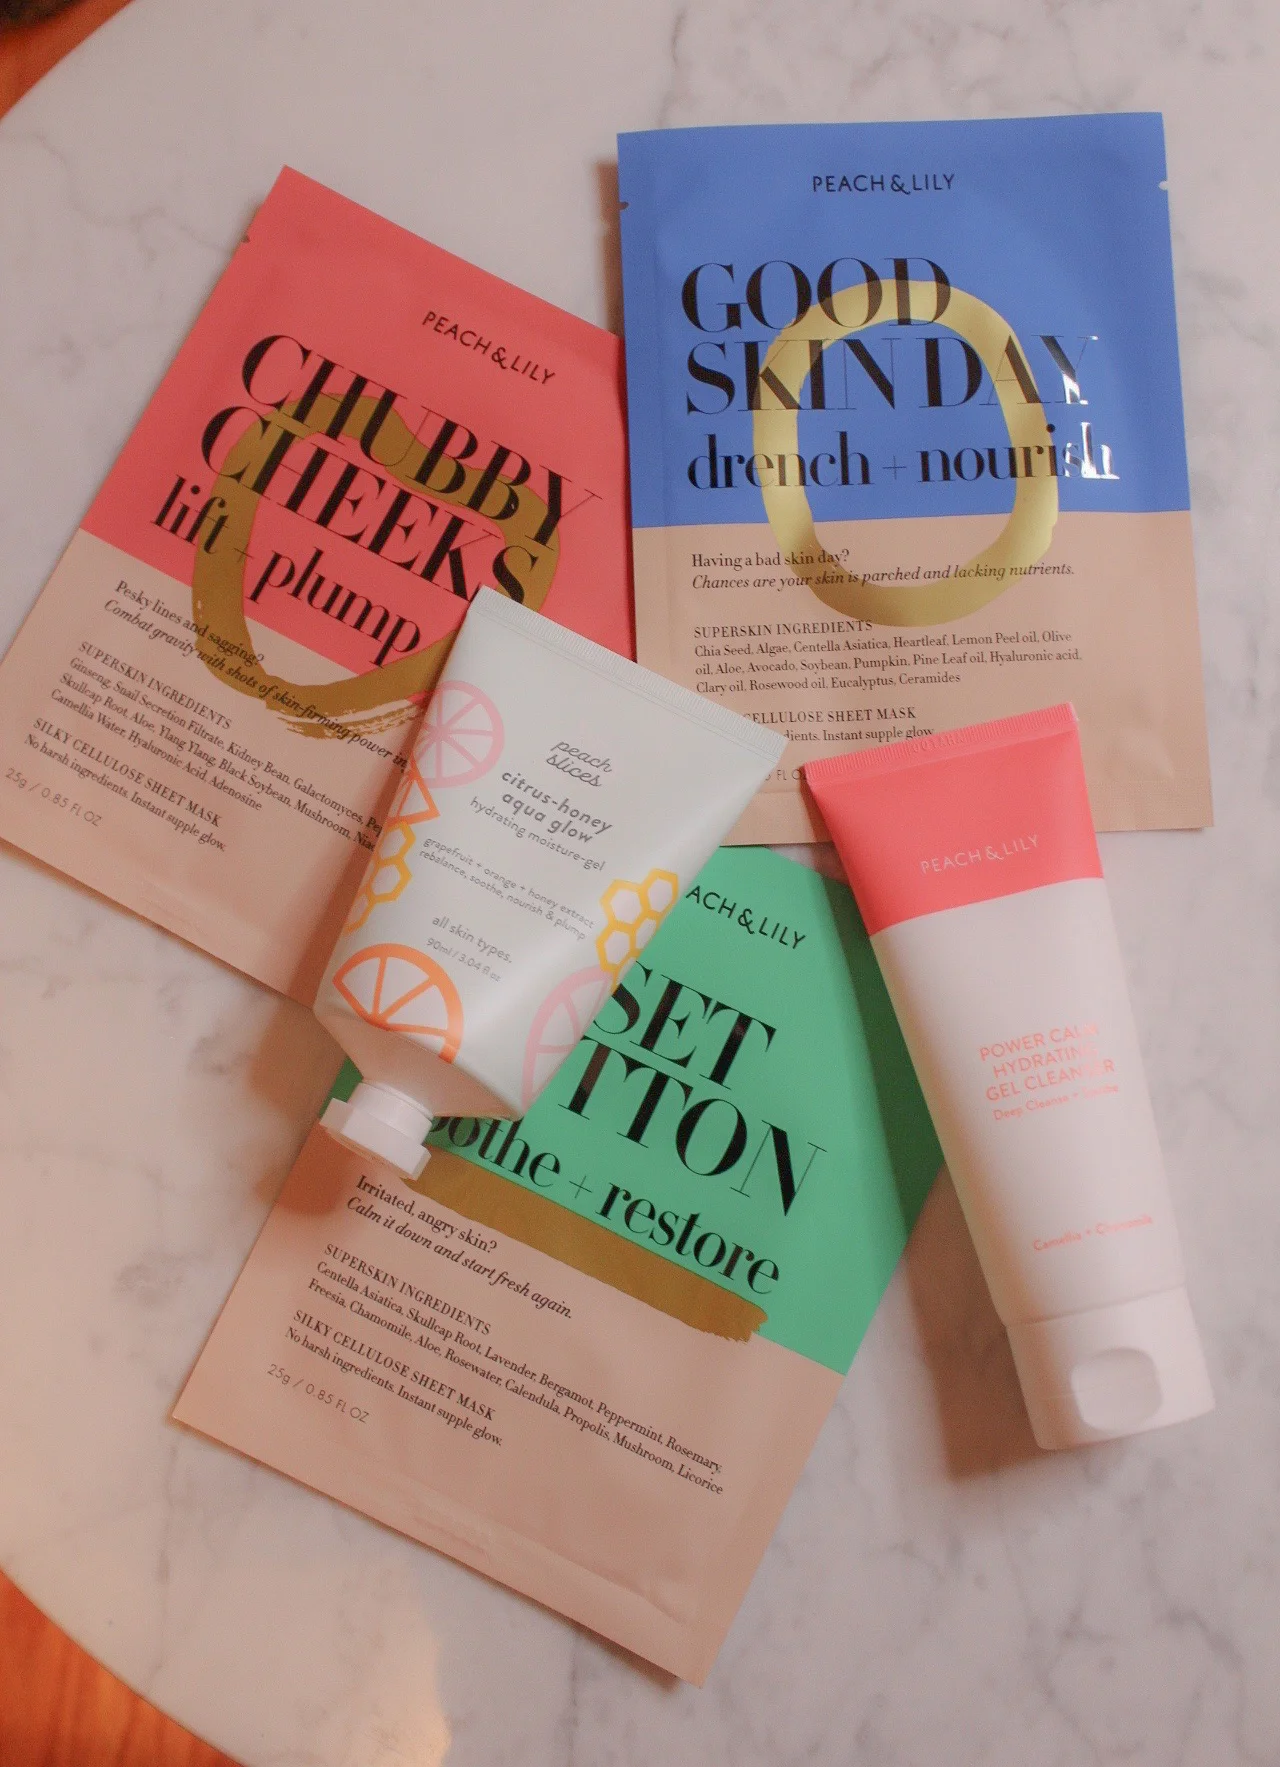 PEACH & LILY
CHUBBY
CHEEKS
lift + plump
Pesky lines and sagging?
Combat gravity with shots of skin-firming power in
SUPERSKIN INGREDIENTS
Ginseng, Snail Secretion Filtrate, Kidney Bean, Galactomyces,
Skullcap Root, Aloe, Ylang Ylang, Black Soybean, Mushroom,
Camellia Water, Hyaluronic Acid, Adenosine
SILKY CELLULOSE SHEET MASK
No harsh ingredients. Instant supple glow.
25g / 0.85 FL OZ
PEACH & LILY
GOOD
SKIN DAY
drench + nourish
Having a bad skin day?
Chances are your skin is parched and lacking nutrients.
SUPERSKIN INGREDIENTS
Chia Seed, Algae, Centella Asiatica, Heartleaf, Lemon Peel oil, Olive
oil, Aloe, Avocado, Soybean, Pumpkin, Pine Leaf oil, Hyaluronic acid,
Clary oil, Rosewood oil, Eucalyptus, Ceramides
CELLULOSE SHEET MASK
Instant supple glow.
peach
slices
citrus-honey
aqua glow
hydrating moisture-gel
grapefruit + orange + honey extract
rebalance, soothe, nourish & plump
all skin types.
90ml / 3.04 fl oz
ACH & LILY
SET
TTON
oothe + restore
Irritated, angry skin?
Calm it down and start fresh again.
SUPERSKIN INGREDIENTS
Centella Asiatica, Skullcap Root, Lavender, Bergamot, Peppermint, Rosemary,
Freesia, Chamomile, Aloe, Rosewater, Calendula, Propolis, Mushroom, Licorice
SILKY CELLULOSE SHEET MASK
No harsh ingredients. Instant supple glow.
25g / 0.85 FL OZ
PEACH & LILY
POWER CALM
HYDRATING
GEL CLEANSER
Deep Cleanse +
Camellia + Chamomile